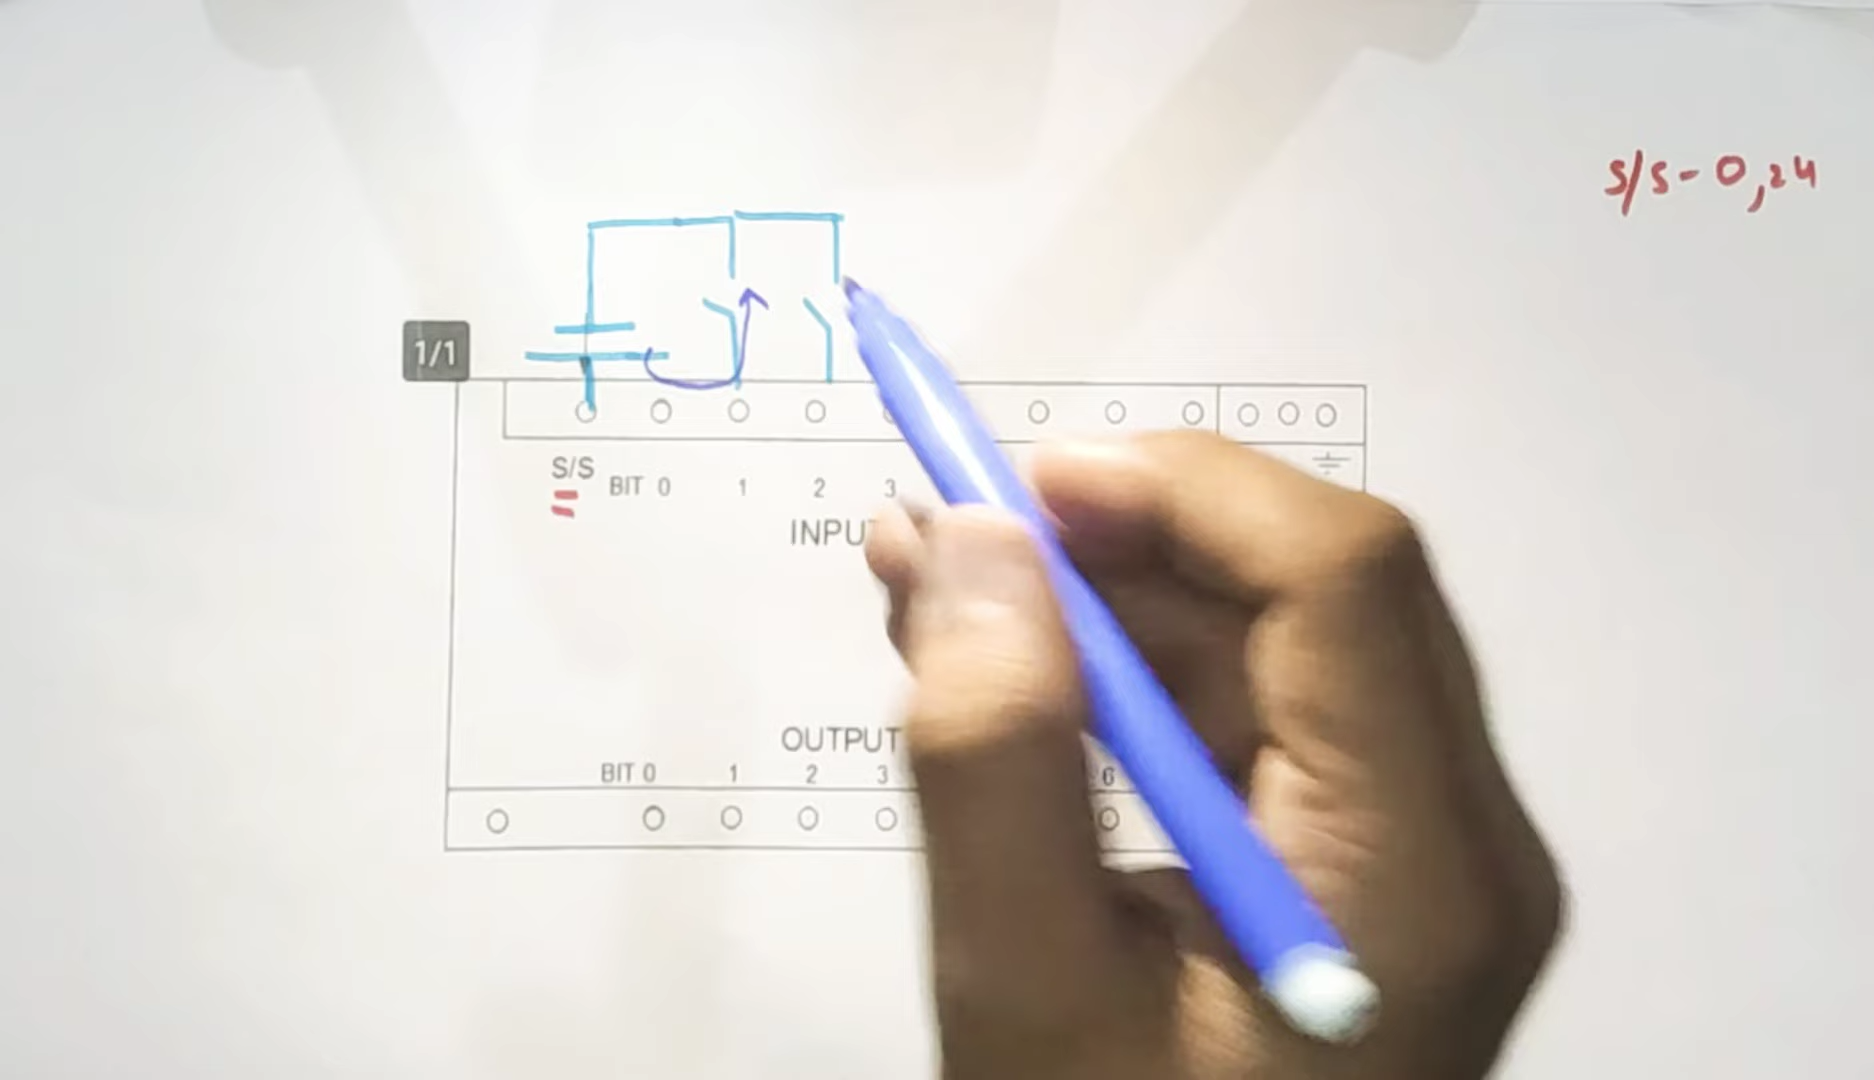 S/S - 0,24
1/1
S/S
BIT 0 1 2 3
INPU
OUTPUT
BIT 0 1 2 3 6